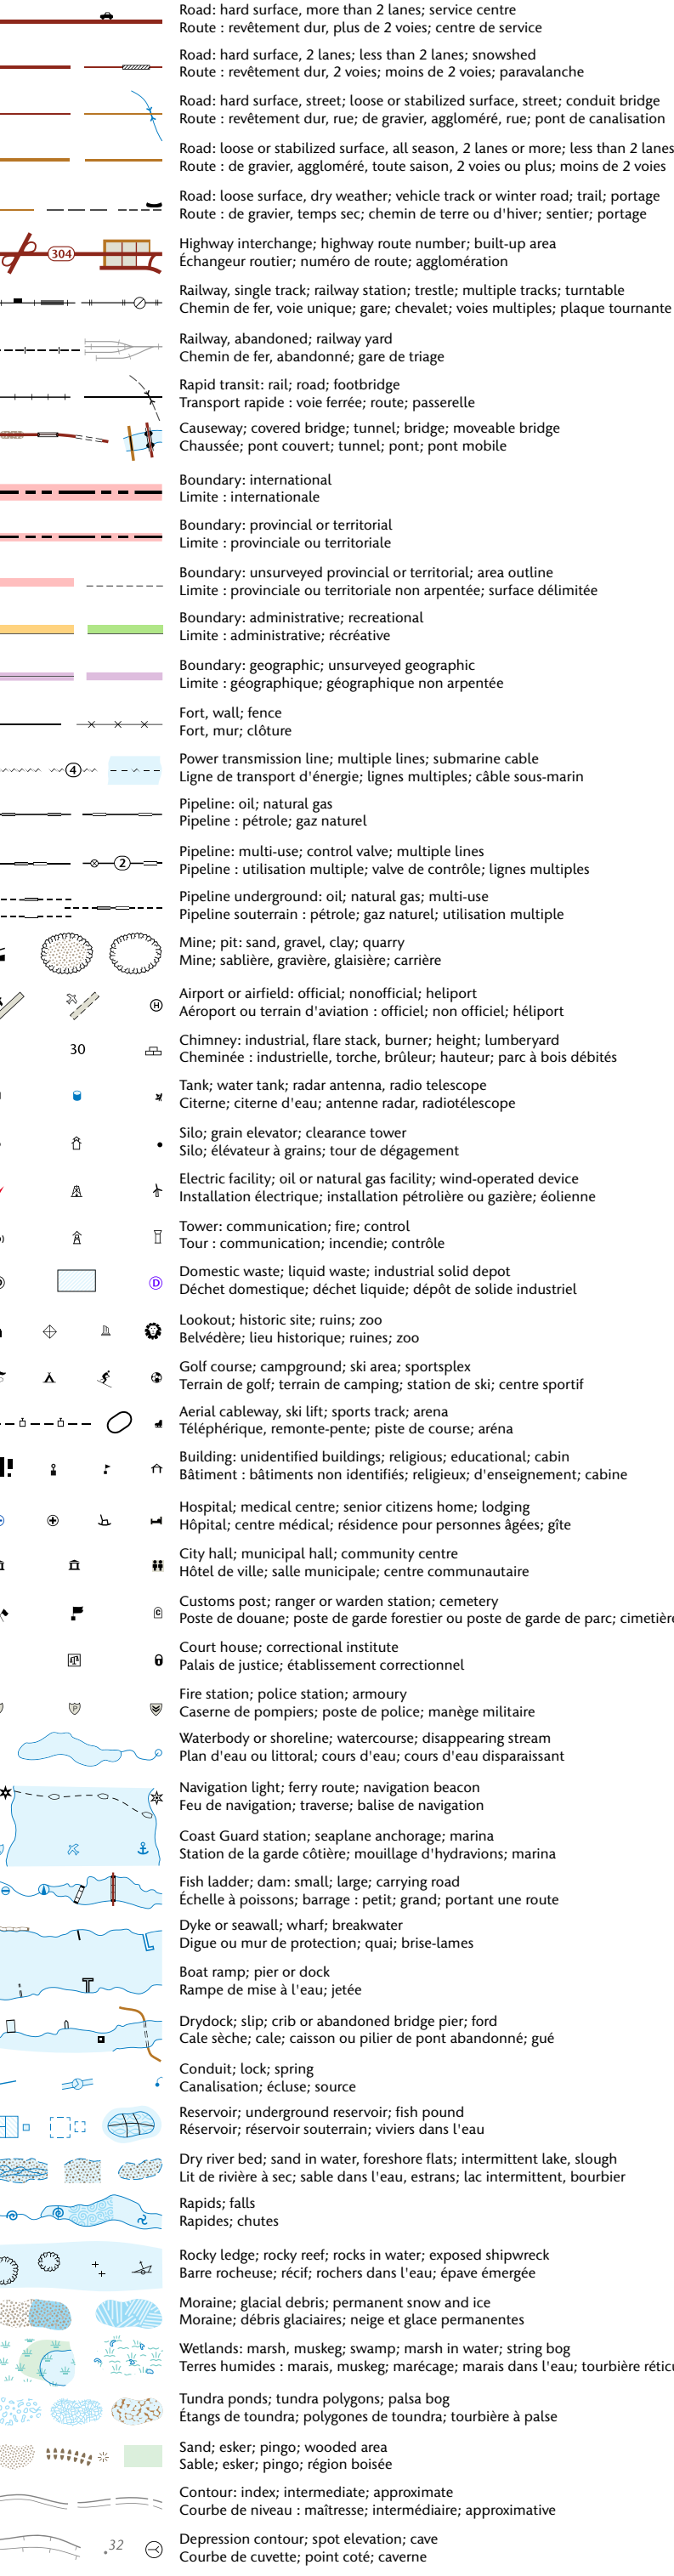 Road: hard surface, more than 2 lanes; service centre
Route : revêtement dur, plus de 2 voies; centre de service
Road: hard surface, 2 lanes; less than 2 lanes; snowshed
Route : revêtement dur, 2 voies; moins de 2 voies; paravalanche
Road: hard surface, street; loose or stabilized surface, street; conduit bridge
Route : revêtement dur, rue; de gravier, aggloméré, rue; pont de canalisation
Road: loose or stabilized surface, all season, 2 lanes or more; less than 2 lanes
Route : de gravier, aggloméré, toute saison, 2 voies ou plus; moins de 2 voies
Road: loose surface, dry weather; vehicle track or winter road; trail; portage
Route : de gravier, temps sec; chemin de terre ou d'hiver; sentier; portage
304
Highway interchange; highway route number; built-up area
Échangeur routier; numéro de route; agglomération
Railway, single track; railway station; trestle; multiple tracks; turntable
Chemin de fer, voie unique; gare; chevalet; voies multiples; plaque tournante
Railway, abandoned; railway yard
Chemin de fer, abandonné; gare de triage
Rapid transit: rail; road; footbridge
Transport rapide : voie ferrée; route; passerelle
Causeway; covered bridge; tunnel; bridge; moveable bridge
Chaussée; pont couvert; tunnel; pont; pont mobile
Boundary: international
Limite : internationale
Boundary: provincial or territorial
Limite : provinciale ou territoriale
Boundary: unsurveyed provincial or territorial; area outline
Limite : provinciale ou territoriale non arpentée; surface délimitée
Boundary: administrative; recreational
Limite : administrative; récréative
Boundary: geographic; unsurveyed geographic
Limite : géographique; géographique non arpentée
Fort, wall; fence
Fort, mur; clôture
4
Power transmission line; multiple lines; submarine cable
Ligne de transport d'énergie; lignes multiples; câble sous-marin
Pipeline: oil; natural gas
Pipeline : pétrole; gaz naturel
2
Pipeline: multi-use; control valve; multiple lines
Pipeline : utilisation multiple; valve de contrôle; lignes multiples
Pipeline underground: oil; natural gas; multi-use
Pipeline souterrain : pétrole; gaz naturel; utilisation multiple
Mine; pit: sand, gravel, clay; quarry
Mine; sablière, gravière, glaisière; carrière
H
Airport or airfield: official; nonofficial; heliport
Aéroport ou terrain d'aviation : officiel; non officiel; héliport
30
Chimney: industrial, flare stack, burner; height; lumberyard
Cheminée : industrielle, torche, brûleur; hauteur; parc à bois débités
Tank; water tank; radar antenna, radio telescope
Citerne; citerne d'eau; antenne radar, radiotélescope
Silo; grain elevator; clearance tower
Silo; élévateur à grains; tour de dégagement
Electric facility; oil or natural gas facility; wind-operated device
Installation électrique; installation pétrolière ou gazière; éolienne
Tower: communication; fire; control
Tour : communication; incendie; contrôle
D
Domestic waste; liquid waste; industrial solid depot
Déchet domestique; déchet liquide; dépôt de solide industriel
Lookout; historic site; ruins; zoo
Belvédère; lieu historique; ruines; zoo
Golf course; campground; ski area; sportsplex
Terrain de golf; terrain de camping; station de ski; centre sportif
Aerial cableway, ski lift; sports track; arena
Téléphérique, remonte-pente; piste de course; aréna
Building: unidentified buildings; religious; educational; cabin
Bâtiment : bâtiments non identifiés; religieux; d'enseignement; cabine
Hospital; medical centre; senior citizens home; lodging
Hôpital; centre médical; résidence pour personnes âgées; gîte
City hall; municipal hall; community centre
Hôtel de ville; salle municipale; centre communautaire
C
Customs post; ranger or warden station; cemetery
Poste de douane; poste de garde forestier ou poste de garde de parc; cimetière
Court house; correctional institute
Palais de justice; établissement correctionnel
P
Fire station; police station; armoury
Caserne de pompiers; poste de police; manège militaire
Waterbody or shoreline; watercourse; disappearing stream
Plan d'eau ou littoral; cours d'eau; cours d'eau disparaissant
Navigation light; ferry route; navigation beacon
Feu de navigation; traverse; balise de navigation
Coast Guard station; seaplane anchorage; marina
Station de la garde côtière; mouillage d'hydravions; marina
Fish ladder; dam: small; large; carrying road
Échelle à poissons; barrage : petit; grand; portant une route
Dyke or seawall; wharf; breakwater
Digue ou mur de protection; quai; brise-lames
Boat ramp; pier or dock
Rampe de mise à l'eau; jetée
Drydock; slip; crib or abandoned bridge pier; ford
Cale sèche; cale; caisson ou pilier de pont abandonné; gué
Conduit; lock; spring
Canalisation; écluse; source
Reservoir; underground reservoir; fish pound
Réservoir; réservoir souterrain; viviers dans l'eau
Dry river bed; sand in water, foreshore flats; intermittent lake, slough
Lit de rivière à sec; sable dans l'eau, estrans; lac intermittent, bourbier
Rapids; falls
Rapides; chutes
Rocky ledge; rocky reef; rocks in water; exposed shipwreck
Barre rocheuse; récif; rochers dans l'eau; épave émergée
Moraine; glacial debris; permanent snow and ice
Moraine; débris glaciaires; neige et glace permanentes
Wetlands: marsh, muskeg; swamp; marsh in water; string bog
Terres humides : marais, muskeg; marécage; marais dans l'eau; tourbière réticu
Tundra ponds; tundra polygons; palsa bog
Étangs de toundra; polygones de toundra; tourbière à palse
Sand; esker; pingo; wooded area
Sable; esker; pingo; région boisée
Contour: index; intermediate; approximate
Courbe de niveau : maîtresse; intermédiaire; approximative
.32
Depression contour; spot elevation; cave
Courbe de cuvette; point coté; caverne